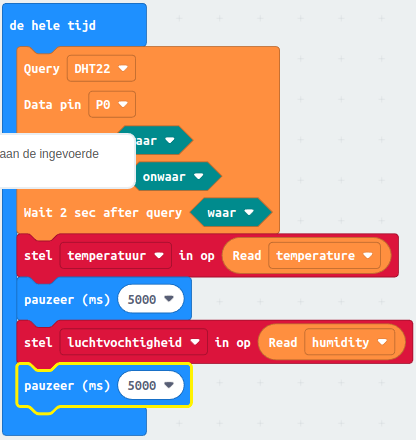 de hele tijd
Query DHT22
Data pin P0
aar
aan de ingevoerde
onwaar
Wait 2 sec after query waar
stel temperatuur in op Read temperature
pauzeer (ms) 5000
stel luchtvochtigheid in op Read humidity
pauzeer (ms) 5000